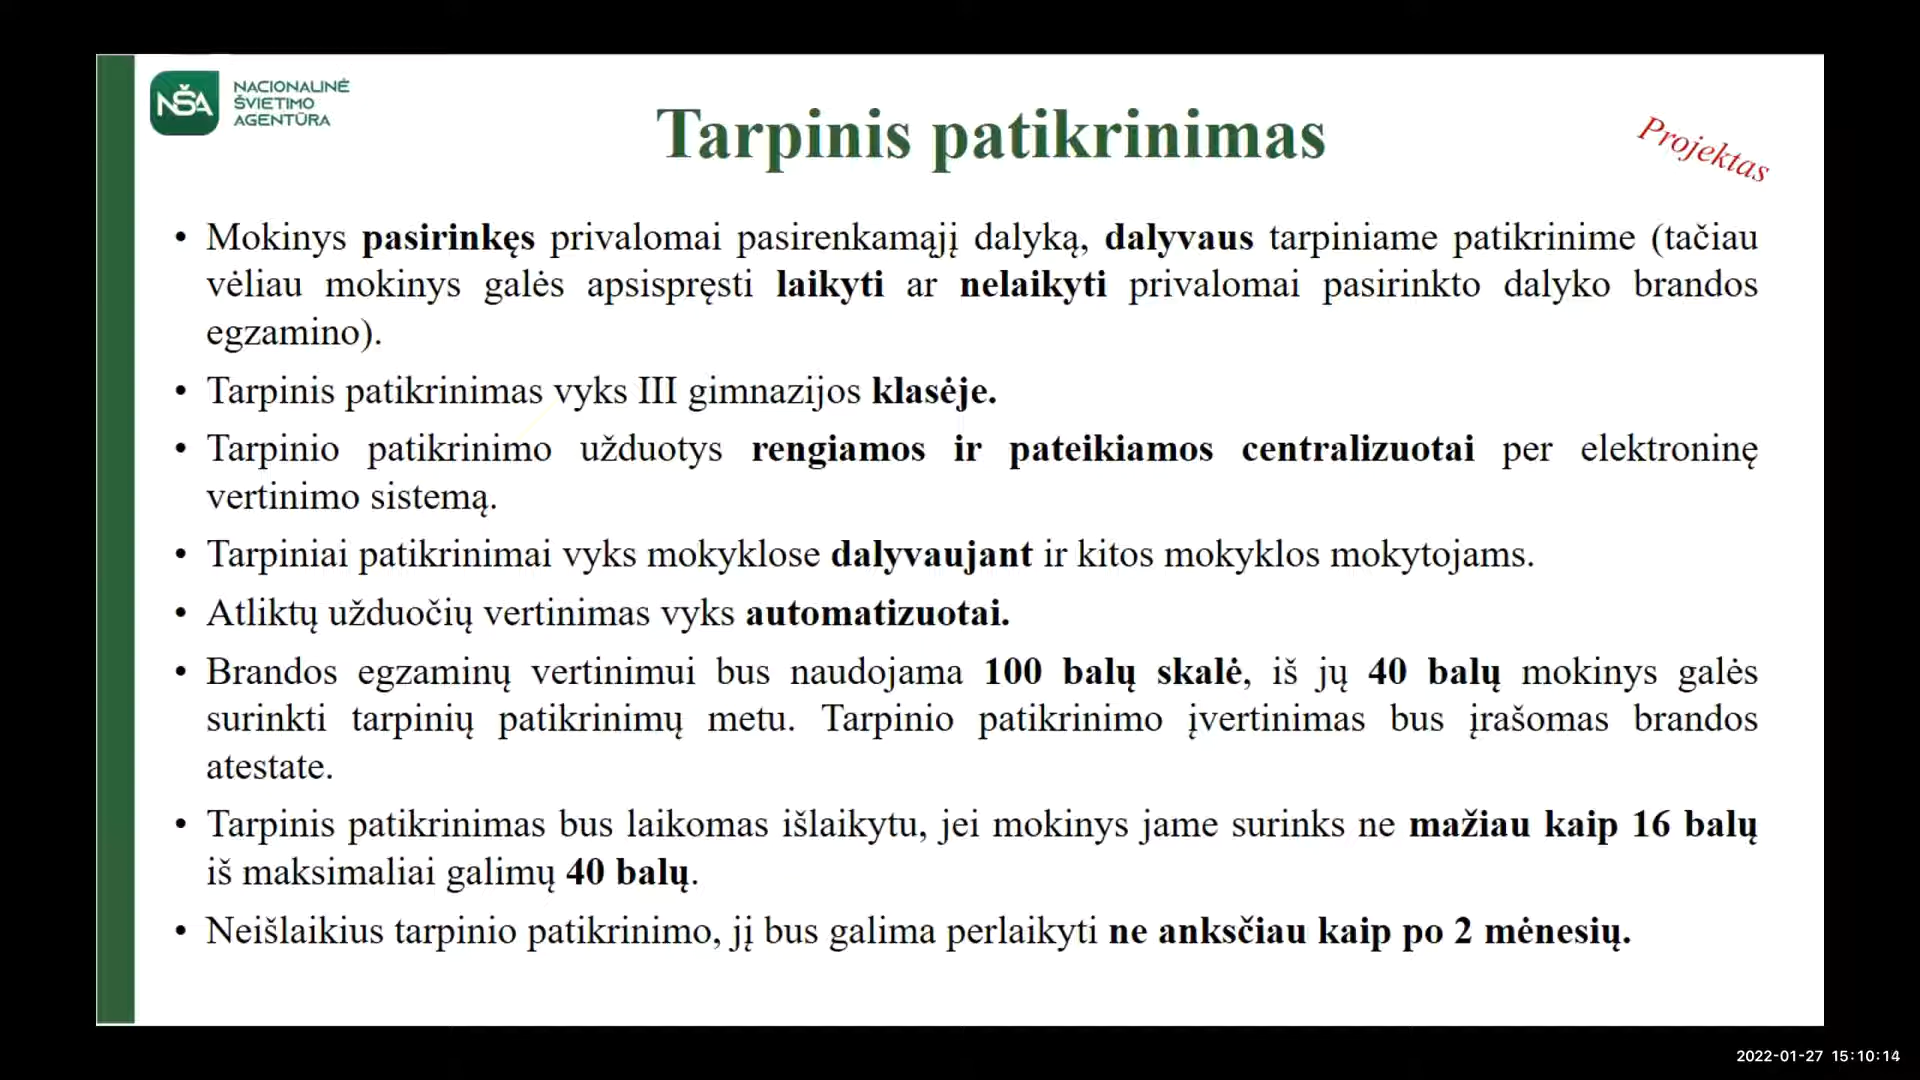 NŠA
NACIONALINĖ
ŠVIETIMO
AGENTŪRA
Tarpinis patikrinimas
Projektas
• Mokinys pasirinkęs privalomai pasirenkamąjį dalyką, dalyvaus tarpiniame patikrinime (tačiau
vėliau mokinys galės apsispręsti laikyti ar nelaikyti privalomai pasirinkto dalyko brandos
egzamino).
• Tarpinis patikrinimas vyks III gimnazijos klasėje.
• Tarpinio patikrinimo užduotys rengiamos ir pateikiamos centralizuotai per elektroninę
vertinimo sistemą.
• Tarpiniai patikrinimai vyks mokyklose dalyvaujant ir kitos mokyklos mokytojams.
• Atliktų užduočių vertinimas vyks automatizuotai.
• Brandos egzaminų vertinimui bus naudojama 100 balų skalė, iš jų 40 balų mokinys galės
surinkti tarpinių patikrinimų metu. Tarpinio patikrinimo įvertinimas bus įrašomas brandos
atestate.
• Tarpinis patikrinimas bus laikomas išlaikytu, jei mokinys jame surinks ne mažiau kaip 16 balų
iš maksimaliai galimų 40 balų.
• Neišlaikius tarpinio patikrinimo, jį bus galima perlaikyti ne anksčiau kaip po 2 mėnesių.
2022-01-27 15:10:14